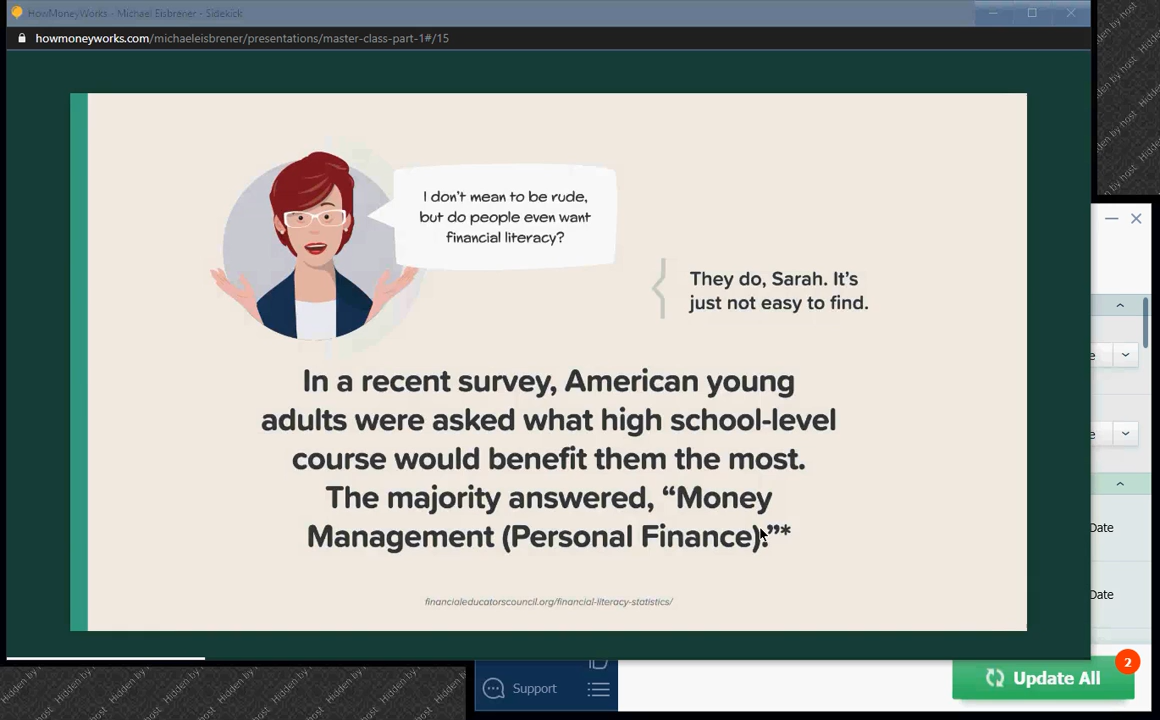 HowMoneyWorks - Michael Eisbrener - Sidekick
howmoneyworks.com/michaeleisbrener/presentations/master-class-part-1#/15
I don't mean to be rude,
but do people even want
financial literacy?
They do, Sarah. It's
just not easy to find.
In a recent survey, American young
adults were asked what high school-level
course would benefit them the most.
The majority answered, “Money
Management (Personal Finance).”*
financialeducatorscouncil.org/financial-literacy-statistics/
Date
Date
Support
Update All
2
Hidden by host